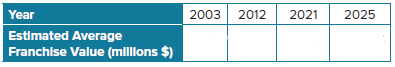 Year 2003 2012 2021 2025
Estimated Average
Franchise Value (millions $)